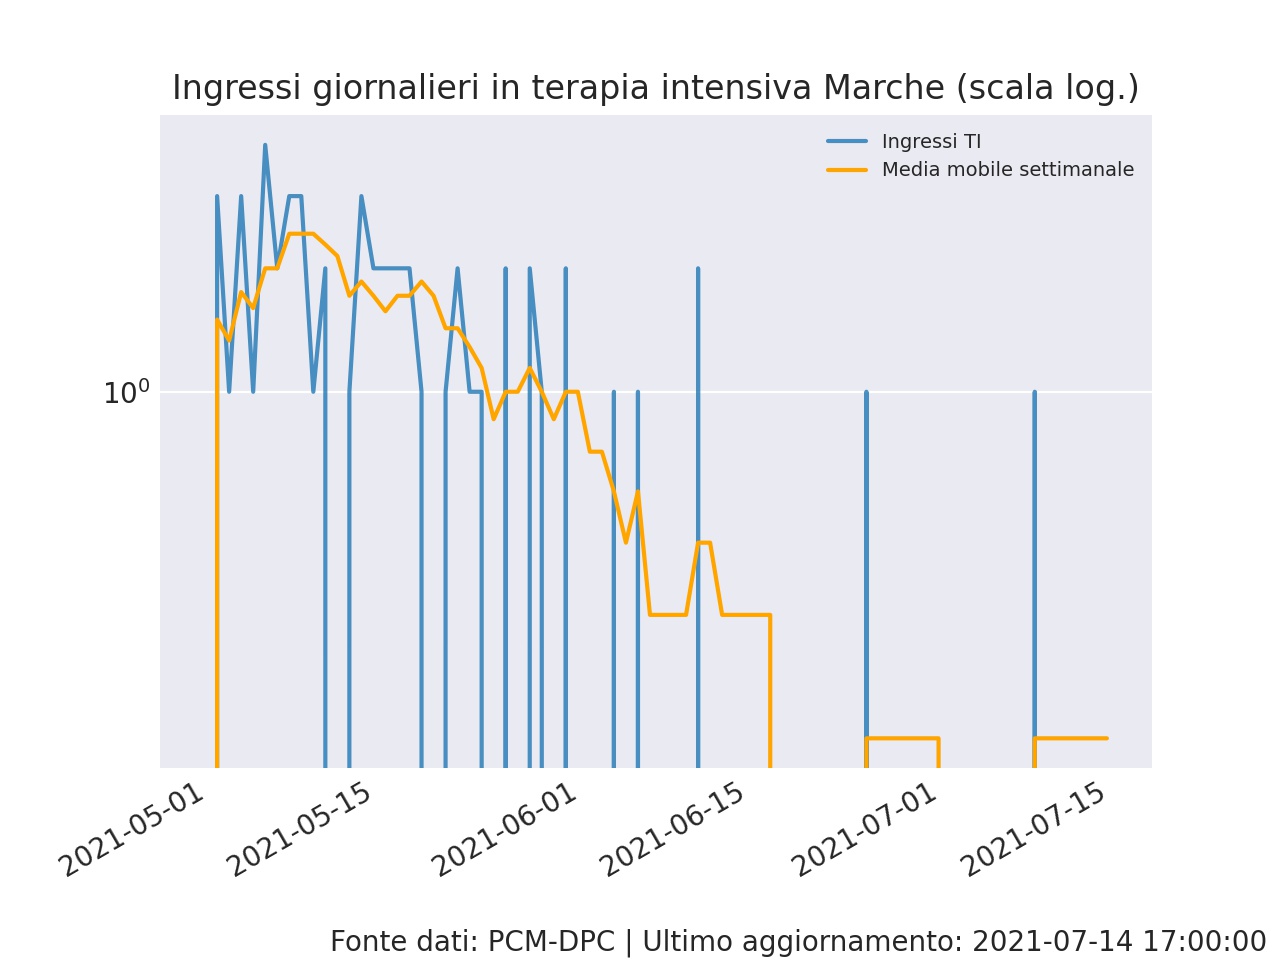 Ingressi giornalieri in terapia intensiva Marche (scala log.)
Ingressi TI
Media mobile settimanale
10⁰
2021-05-01
2021-05-15
2021-06-01
2021-06-15
2021-07-01
2021-07-15
Fonte dati: PCM-DPC | Ultimo aggiornamento: 2021-07-14 17:00:00